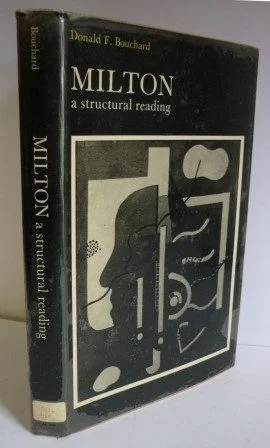 Donald F. Bouchard
MILTON
a structural reading
Bouchard
MILTON a structural reading